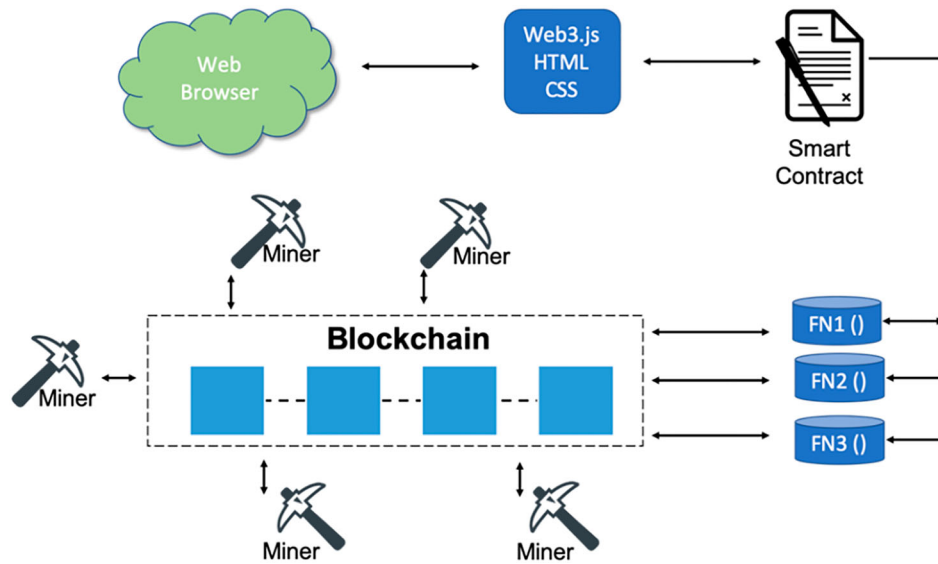 Web
Browser
Web3.js
HTML
CSS
Smart
Contract
Miner
Miner
Blockchain
FN1 ()
FN2 ()
FN3 ()
Miner
Miner
Miner